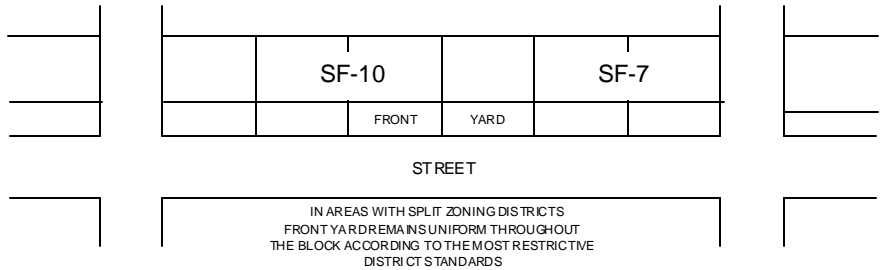 SF-10 SF-7
FRONT YARD
STREET
IN AREAS WITH SPLIT ZONING DISTRICTS
FRONT YARD REMAINS UNIFORM THROUGHOUT
THE BLOCK ACCORDING TO THE MOST RESTRICTIVE
DISTRICT STANDARDS